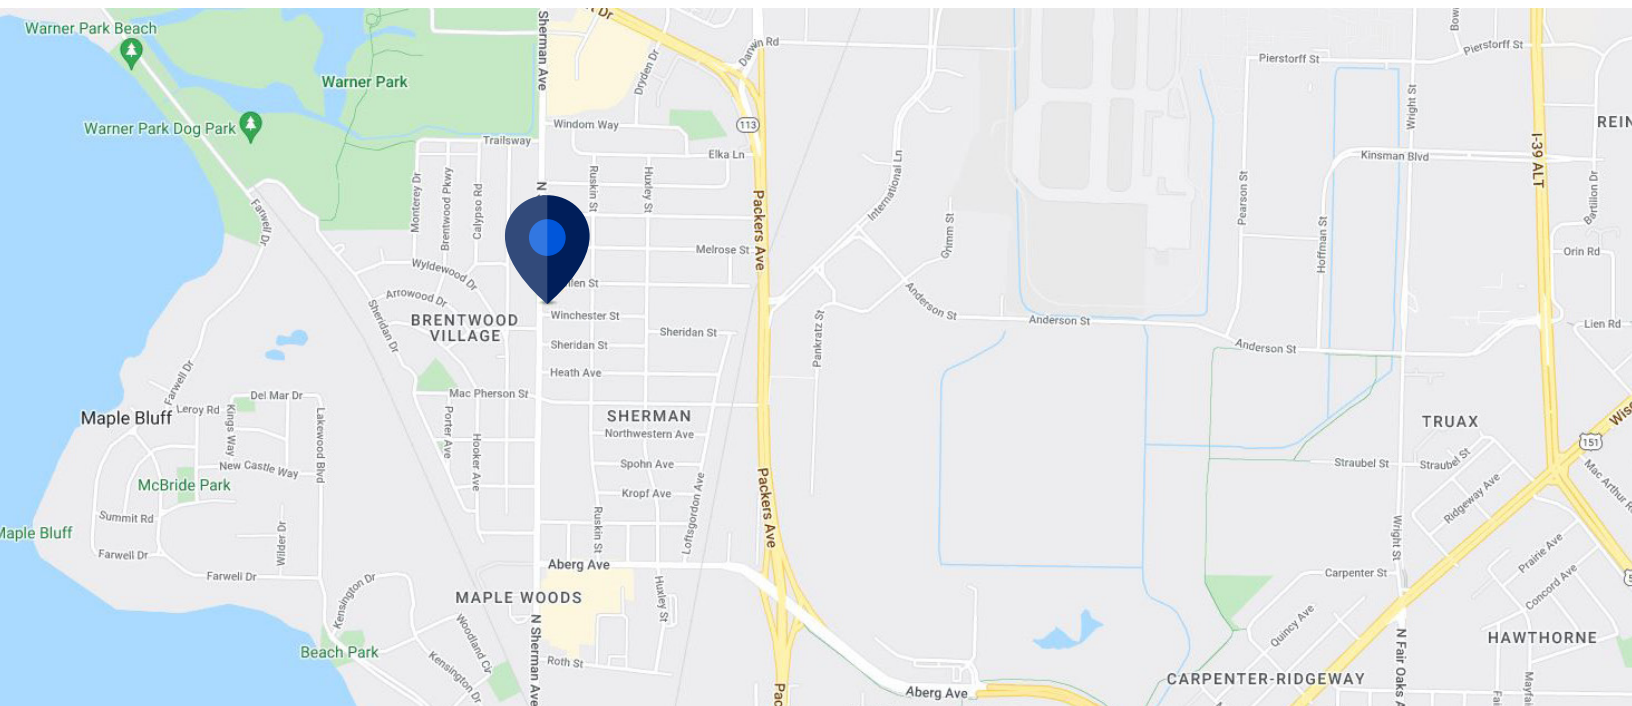 Warner Park Beach
Sherman Ave
Dr
Darwin Rd
Pierstorff St
Pierstorff St
Warner Park
Dryden Dr
Wright St
Warner Park Dog Park
Windom Way
113
I-39 ALT
REIN
Trailsway
Elka Ln
Kinsman Blvd
Monterey Dr
Brentwood Pkwy
Calypso Rd
N
Ruskin St
Huxley St
Packers Ave
International Ln
Pearson St
Bartillon Dr
Farwell Dr
Grimm St
Hoffman St
Melrose St
Orin Rd
Wyldewood Dr
llen St
Arrowood Dr
Anderson St
Sheridan Dr
BRENTWOOD
VILLAGE
Winchester St
Sheridan St
Pankratz St
Anderson St
Lien Rd
Sheridan St
Anderson St
Farwell Dr
Heath Ave
Mac Pherson St
Del Mar Dr
Maple Bluff
Leroy Rd
Kings Way
Lakewood Blvd
Porter Ave
Hooker Ave
SHERMAN
Northwestern Ave
TRUAX
Wisc
151
New Castle Way
Spohn Ave
Straubel St
Straubel St
McBride Park
Kropf Ave
Loftsgordon Ave
Packers Ave
Ridgeway Ave
Mac Arthur R
Summit Rd
Maple Bluff
Wilder Dr
Ruskin St
Wright St
Farwell Dr
Prairie Ave
Farwell Dr
Aberg Ave
Carpenter St
Concord Ave
Kensington Dr
MAPLE WOODS
Huxley St
Quincy Ave
Woodland Cv
N Sherman Ave
N Fair Oaks A
HAWTHORNE
Beach Park
Kensington Dr
Roth St
Pac
Aberg Ave
CARPENTER-RIDGEWAY
Mayfai